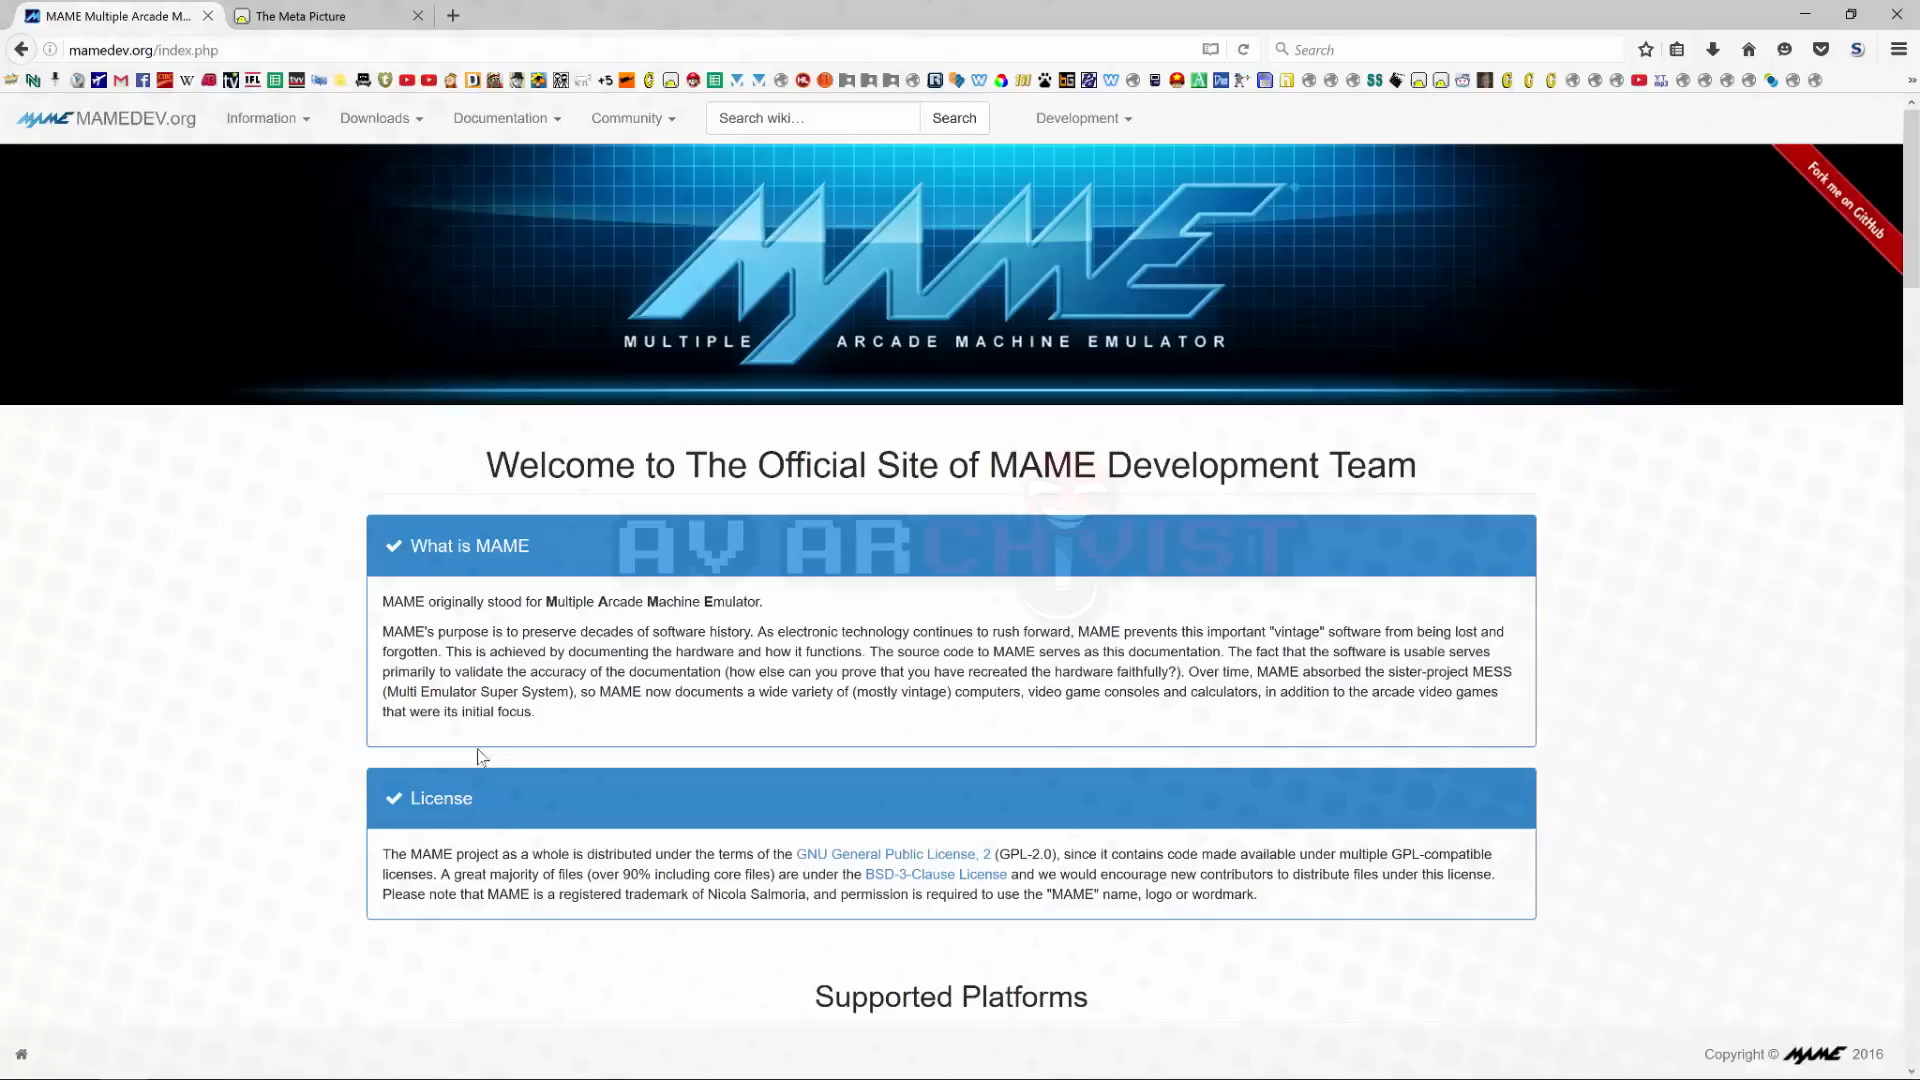 MAME Multiple Arcade M...
The Meta Picture
mamedev.org/index.php
Search
MAME MAMEDEV.org
Information
Downloads
Documentation
Community
Search wiki...
Search
Development
Fork me on GitHub
MAME
MULTIPLE ARCADE MACHINE EMULATOR
Welcome to The Official Site of MAME Development Team
AV ARCHIVIST
What is MAME
MAME originally stood for Multiple Arcade Machine Emulator.
MAME's purpose is to preserve decades of software history. As electronic technology continues to rush forward, MAME prevents this important "vintage" software from being lost and
forgotten. This is achieved by documenting the hardware and how it functions. The source code to MAME serves as this documentation. The fact that the software is usable serves
primarily to validate the accuracy of the documentation (how else can you prove that you have recreated the hardware faithfully?). Over time, MAME absorbed the sister-project MESS
(Multi Emulator Super System), so MAME now documents a wide variety of (mostly vintage) computers, video game consoles and calculators, in addition to the arcade video games
that were its initial focus.
License
The MAME project as a whole is distributed under the terms of the GNU General Public License, 2 (GPL-2.0), since it contains code made available under multiple GPL-compatible
licenses. A great majority of files (over 90% including core files) are under the BSD-3-Clause License and we would encourage new contributors to distribute files under this license.
Please note that MAME is a registered trademark of Nicola Salmoria, and permission is required to use the "MAME" name, logo or wordmark.
Supported Platforms
Copyright © MAME 2016